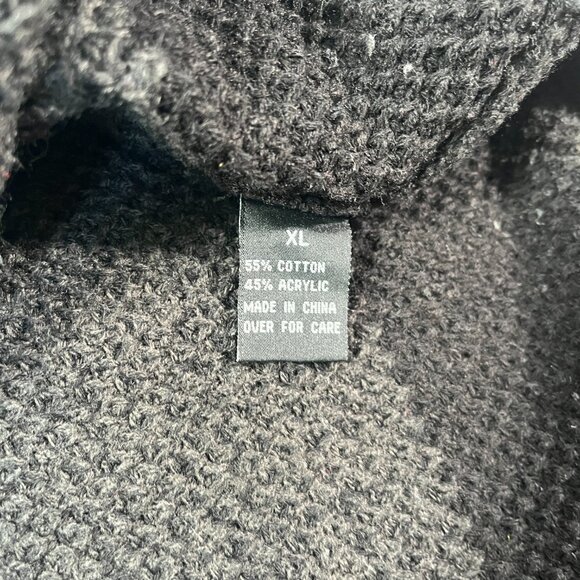 XL
55% COTTON
45% ACRYLIC
MADE IN CHINA
OVER FOR CARE